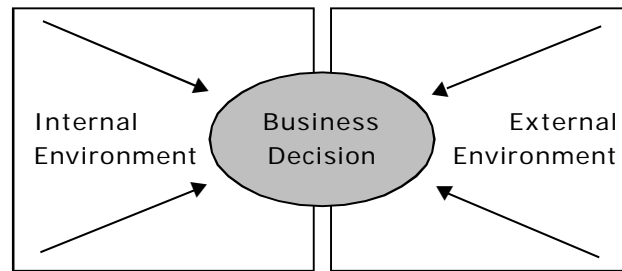 Internal
Environment
Business
Decision
External
Environment